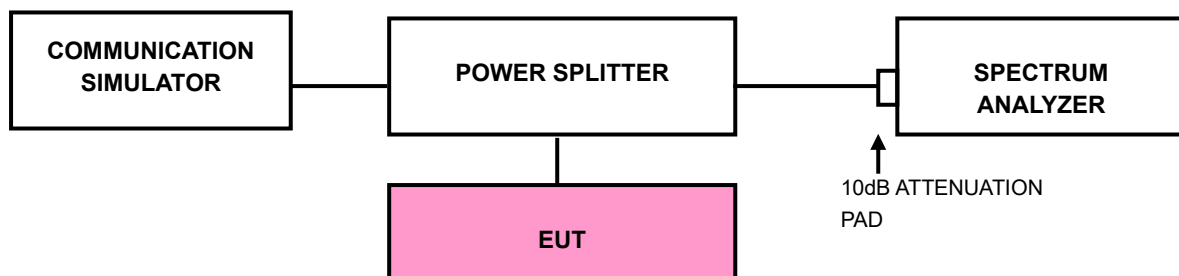 COMMUNICATION
SIMULATOR
POWER SPLITTER
SPECTRUM
ANALYZER
10dB ATTENUATION
PAD
EUT